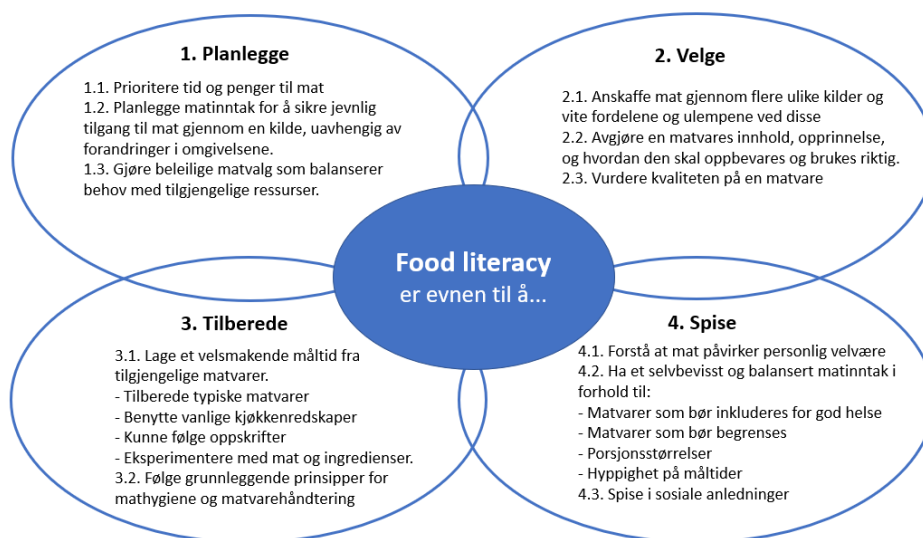 1. Planlegge
1.1. Prioritere tid og penger til mat
1.2. Planlegge matinntak for å sikre jevnlig
tilgang til mat gjennom en kilde, uavhengig av
forandringer i omgivelsene.
1.3. Gjøre beleilige matvalg som balanserer
behov med tilgjengelige ressurser.
2. Velge
2.1. Anskaffe mat gjennom flere ulike kilder og
vite fordelene og ulempene ved disse
2.2. Avgjøre en matvares innhold, opprinnelse,
og hvordan den skal oppbevares og brukes riktig.
2.3. Vurdere kvaliteten på en matvare
Food literacy
er evnen til å...
3. Tilberede
3.1. Lage et velsmakende måltid fra
tilgjengelige matvarer.
- Tilberede typiske matvarer
- Benytte vanlige kjøkkenredskaper
- Kunne følge oppskrifter
- Eksperimentere med mat og ingredienser.
3.2. Følge grunnleggende prinsipper for
mathygiene og matvarehåndtering
4. Spise
4.1. Forstå at mat påvirker personlig velvære
4.2. Ha et selvbevisst og balansert matinntak i
forhold til:
- Matvarer som bør inkluderes for god helse
- Matvarer som bør begrenses
- Porsjonsstørrelser
- Hyppighet på måltider
4.3. Spise i sosiale anledninger